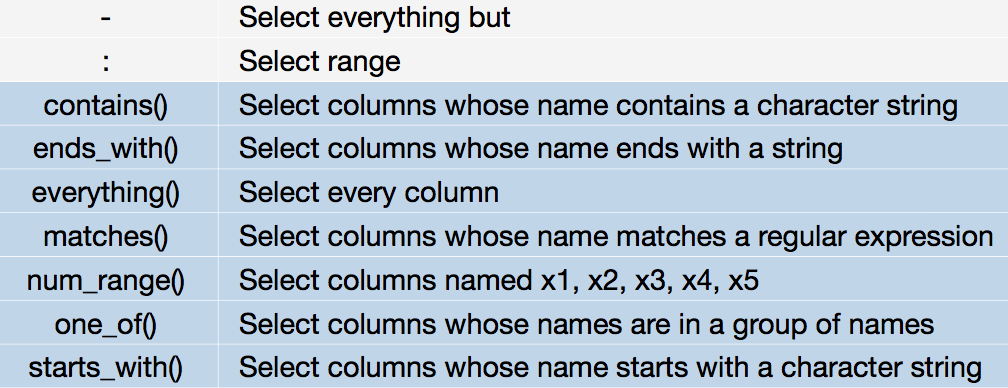 - Select everything but
: Select range
contains() Select columns whose name contains a character string
ends_with() Select columns whose name ends with a string
everything() Select every column
matches() Select columns whose name matches a regular expression
num_range() Select columns named x1, x2, x3, x4, x5
one_of() Select columns whose names are in a group of names
starts_with() Select columns whose name starts with a character string